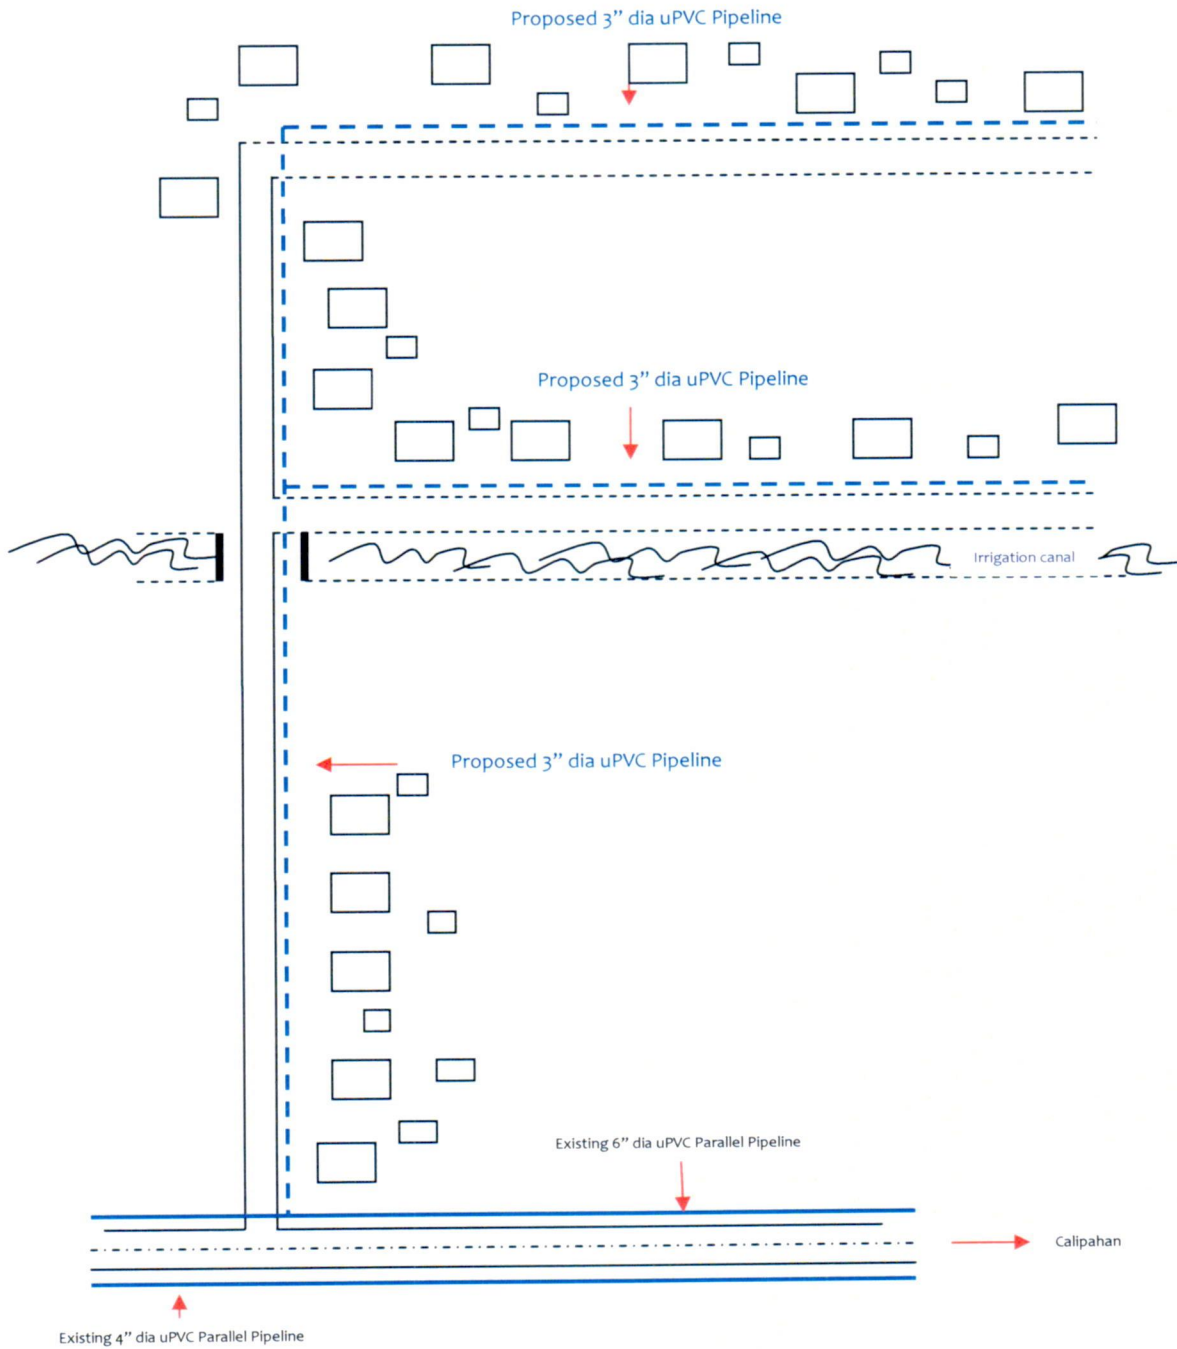 Proposed 3” dia uPVC Pipeline
Proposed 3” dia uPVC Pipeline
Irrigation canal
Proposed 3” dia uPVC Pipeline
Existing 6” dia uPVC Parallel Pipeline
Calipahan
Existing 4” dia uPVC Parallel Pipeline